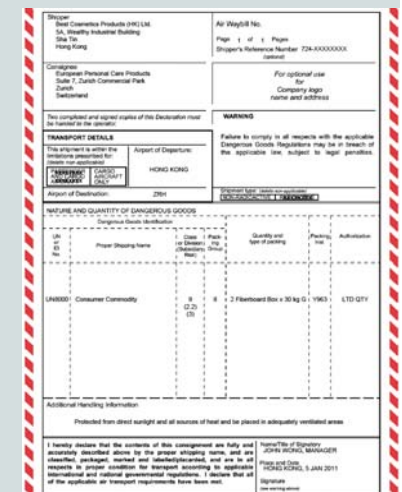 Shipper
Best Cosmetics Products (HK) Ltd.
5A, Wealthy Industrial Building
Sha Tin
Hong Kong
Air Waybill No.
Page 1 of 1 Pages
Shipper's Reference Number 724-XXXXXXXX
(optional)
Consignee
European Personal Care Products
Suite 7, Zurich Commercial Park
Zurich
Switzerland
For optional use
for
Company logo
name and address
Two completed and signed copies of this Declaration must
be handed to the operator.
WARNING
Failure to comply in all respects with the applicable
Dangerous Goods Regulations may be in breach of
the applicable law, subject to legal penalties.
TRANSPORT DETAILS
This shipment is within the
limitations prescribed for:
(delete non-applicable)
CARGO
AIRCRAFT
ONLY
Airport of Departure:
HONG KONG
Airport of Destination:
ZRH
Shipment type: (delete non-applicable)
NON-RADIOACTIVE
NATURE AND QUANTITY OF DANGEROUS GOODS
Dangerous Goods Identification
UN
or
ID
No.
Proper Shipping Name
Class
or Division
(Subsidiary
Risk)
Pack-
ing
Group
Quantity and
type of packing
Packing
Inst.
Authorization
Consumer Commodity
9
(2.2)
(3)
2 Fiberboard Box x 30 kg G
Y963
LTD QTY
Additional Handling Information
Protected from direct sunlight and all sources of heat and be placed in adequately ventilated areas
I hereby declare that the contents of this consignment are fully and
accurately described above by the proper shipping name, and are
classified, packaged, marked and labelled/placarded, and are in all
respects in proper condition for transport according to applicable
international and national governmental regulations. I declare that all
of the applicable air transport requirements have been met.
Name/Title of Signatory
JOHN WONG, MANAGER
Place and Date
HONG KONG, 5 JAN 2011
Signature
(see warning above)